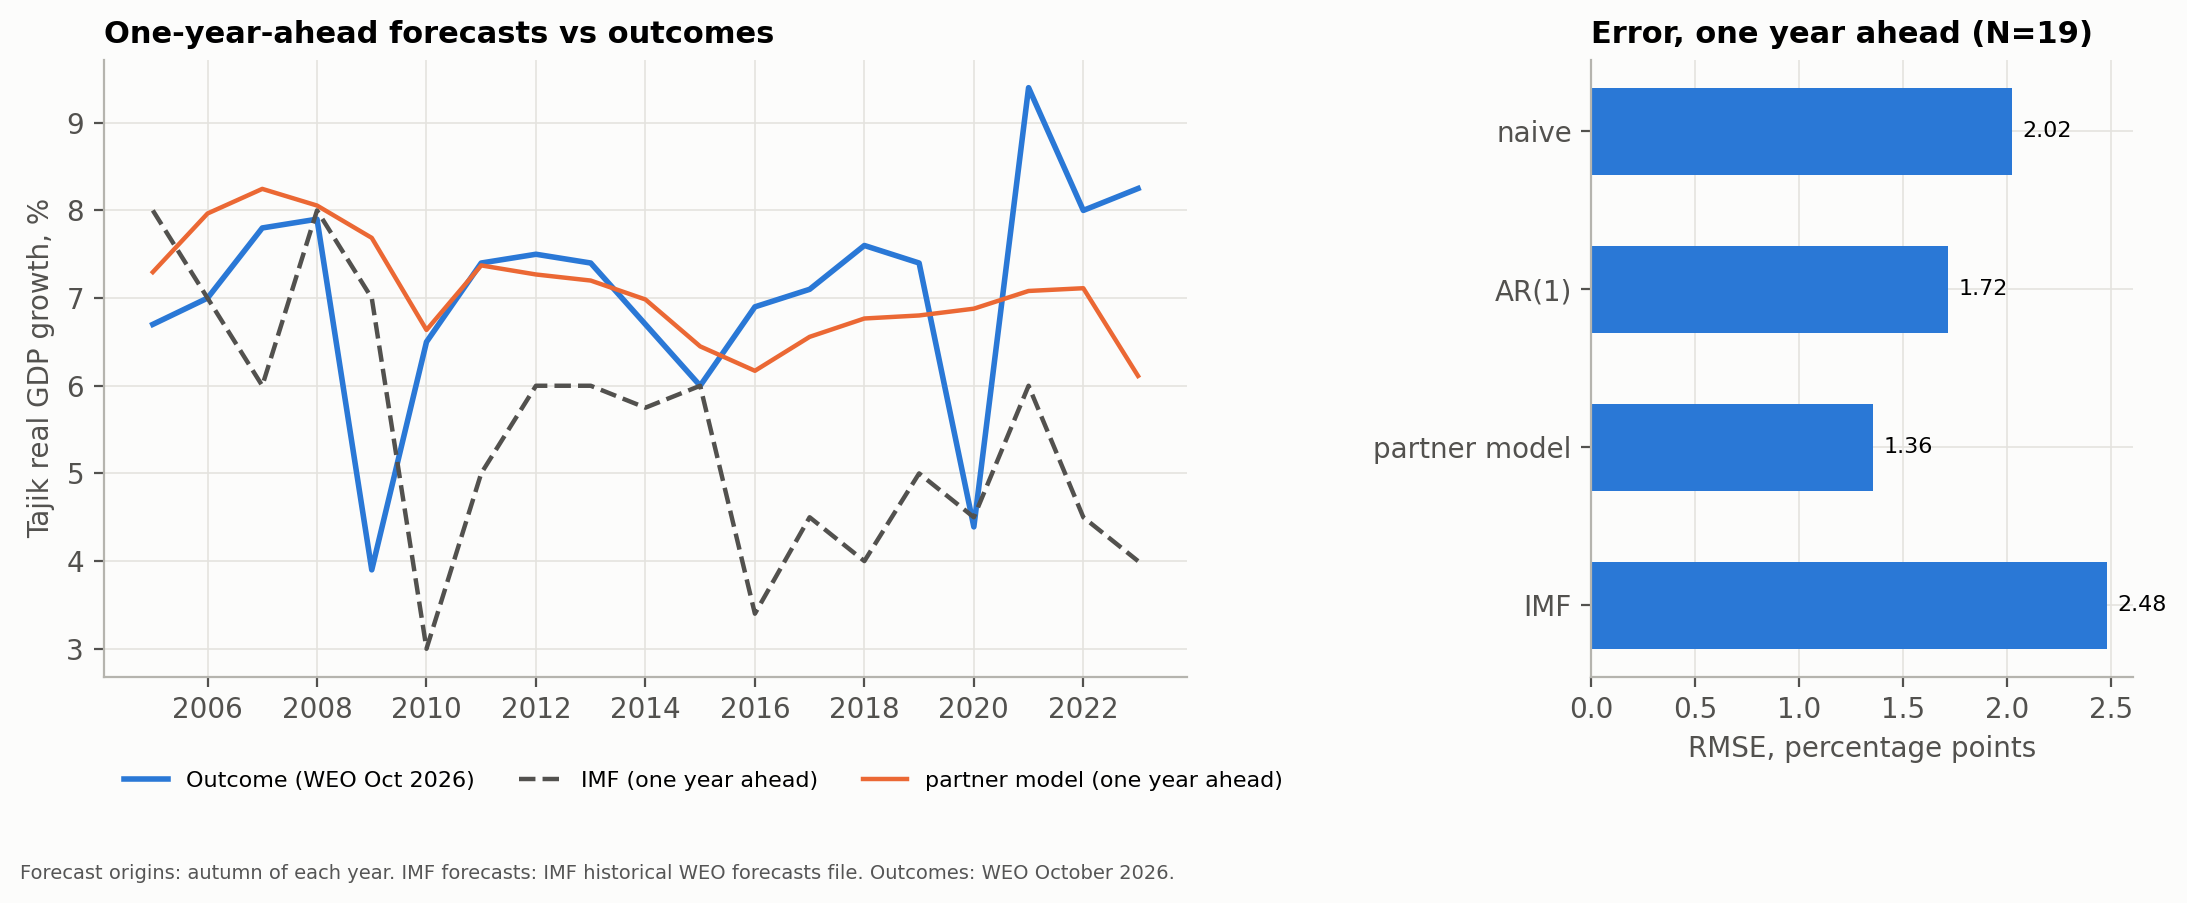 One-year-ahead forecasts vs outcomes
Tajik real GDP growth, %
9
8
7
6
5
4
3
2006 2008 2010 2012 2014 2016 2018 2020 2022
Outcome (WEO Oct 2026) IMF (one year ahead) partner model (one year ahead)
Error, one year ahead (N=19)
naive 2.02
AR(1) 1.72
partner model 1.36
IMF 2.48
0.0 0.5 1.0 1.5 2.0 2.5
RMSE, percentage points
Forecast origins: autumn of each year. IMF forecasts: IMF historical WEO forecasts file. Outcomes: WEO October 2026.